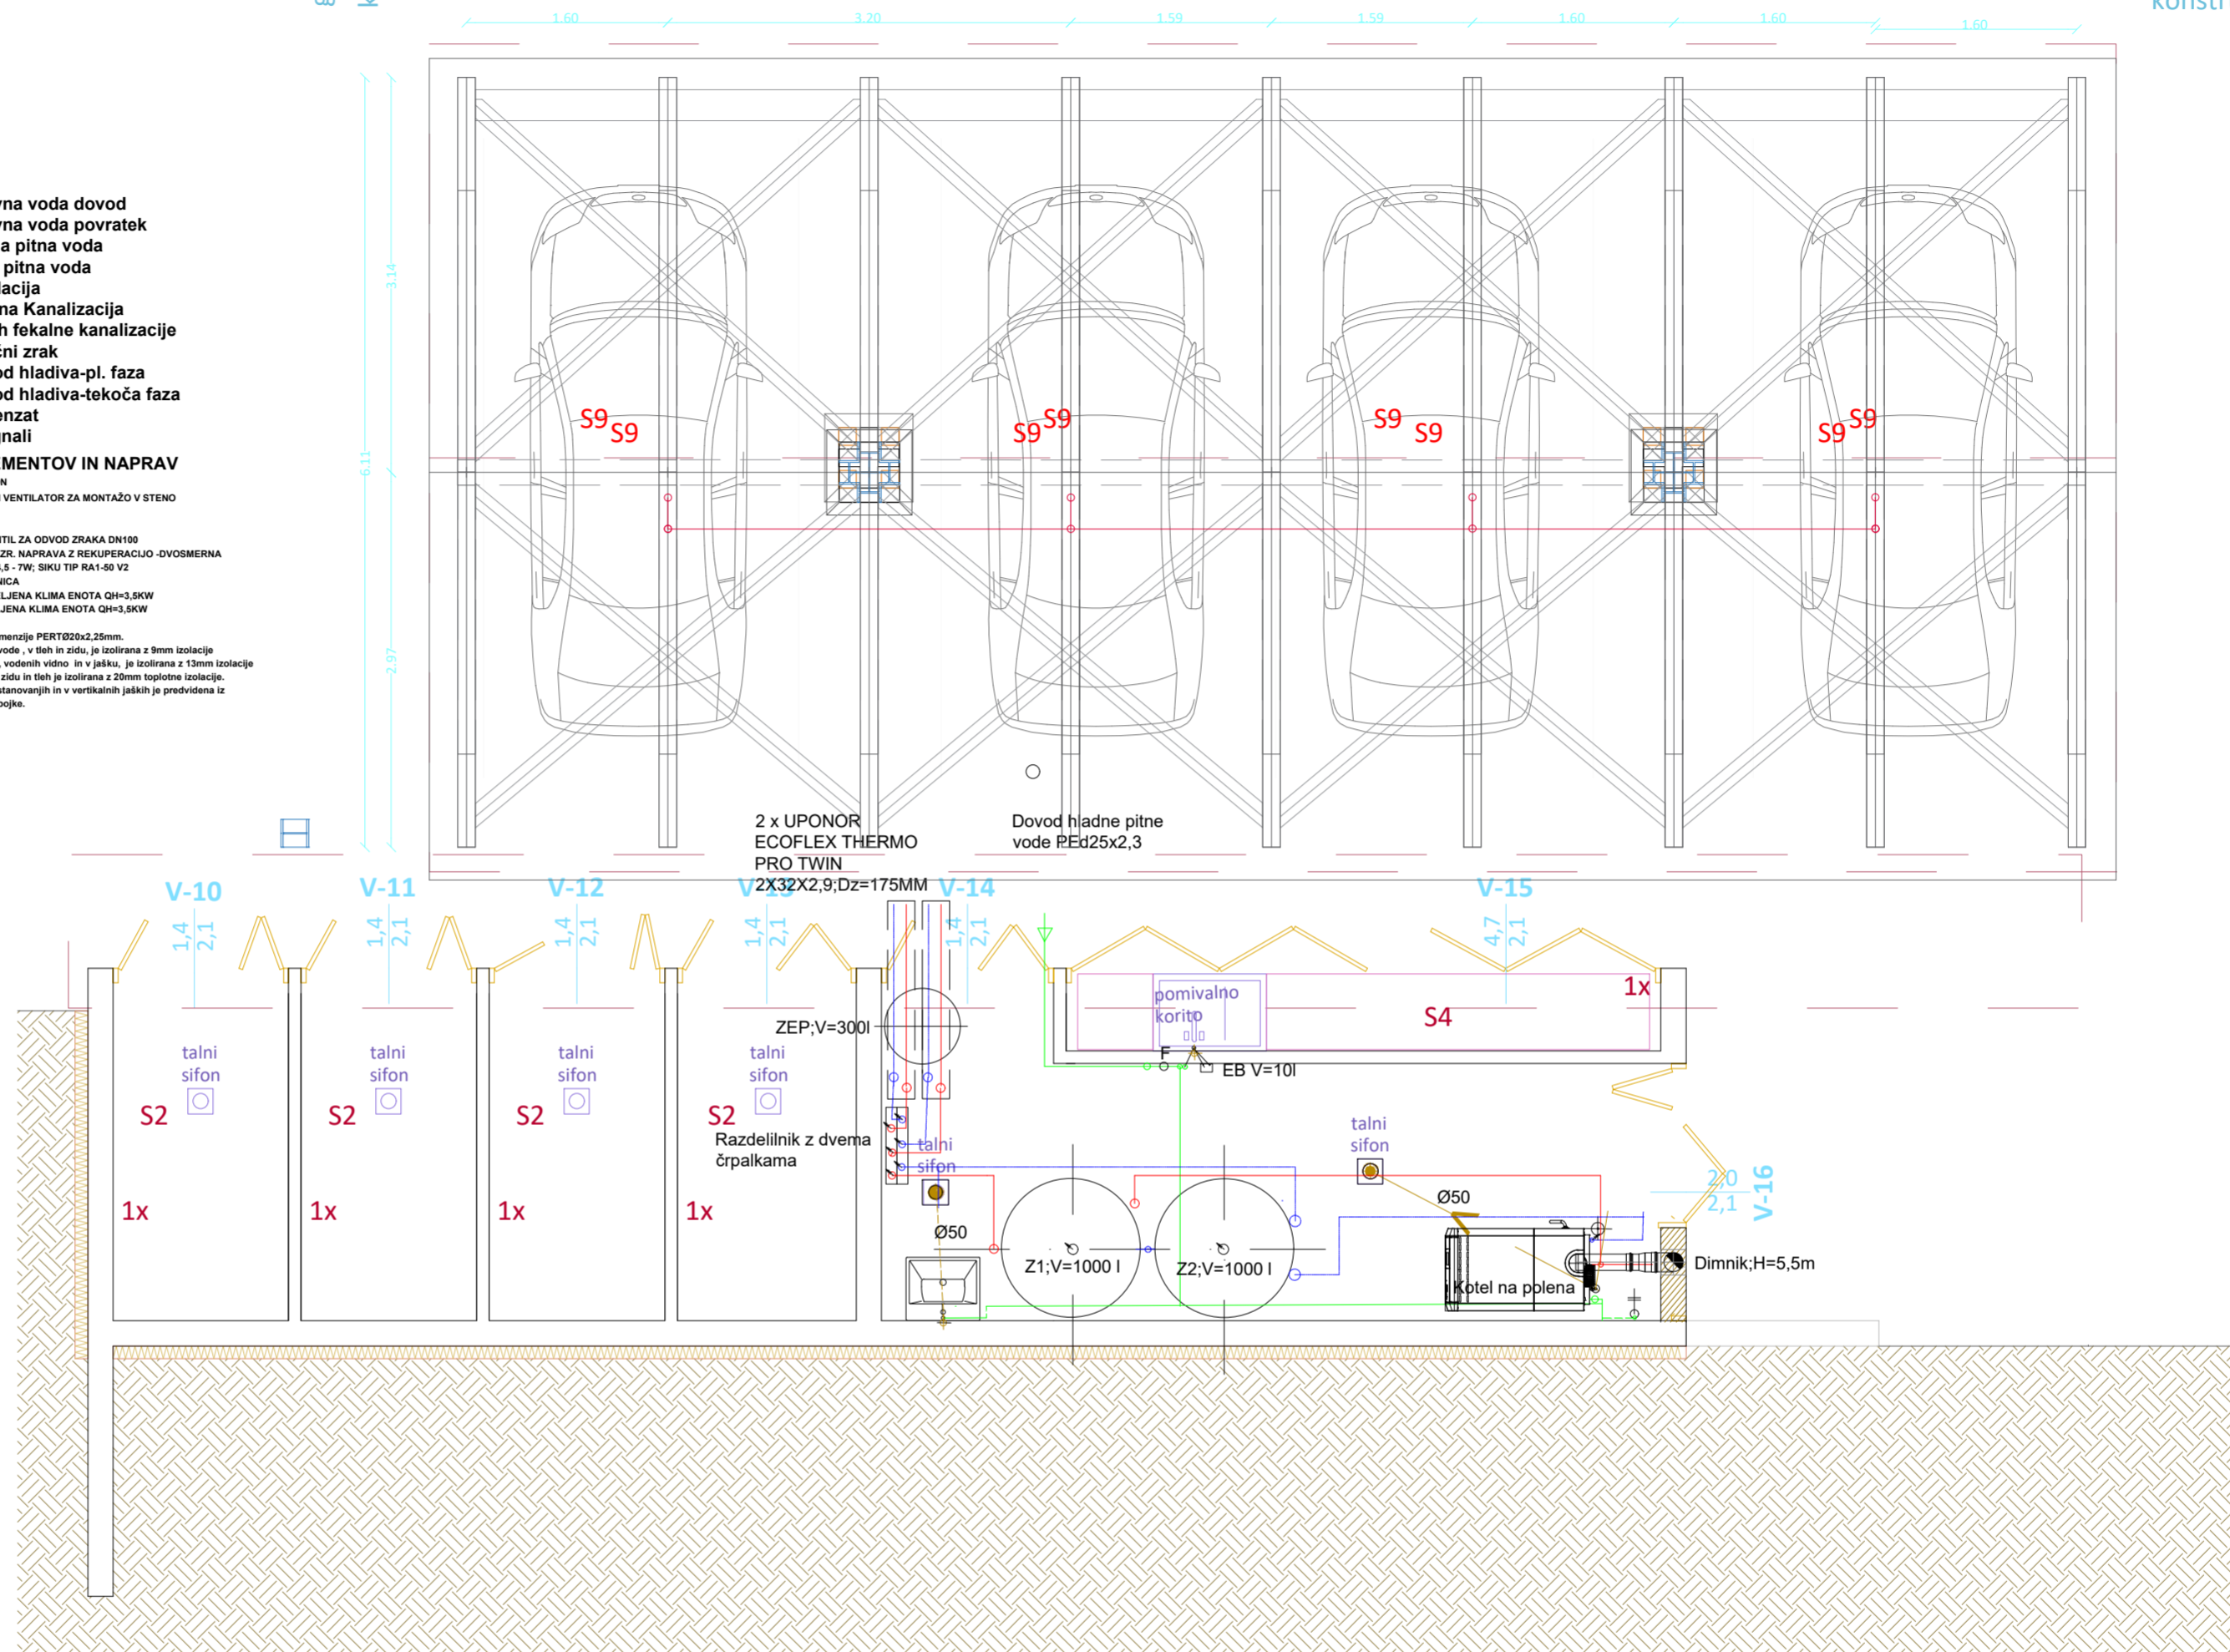 1.60
3.20
1.59
1.59
1.60
1.60
1.60
vna voda dovod
vna voda povratek
a pitna voda
pitna voda
lacija
na Kanalizacija
h fekalne kanalizacije
čni zrak
od hladiva-pl. faza
od hladiva-tekoča faza
enzat
gnali
EMENTOV IN NAPRAV
N
VENTILATOR ZA MONTAŽO V STENO
TIL ZA ODVOD ZRAKA DN100
ZR. NAPRAVA Z REKUPERACIJO -DVOSMERNA
,5 - 7W; SIKU TIP RA1-50 V2
NICA
LJENA KLIMA ENOTA QH=3,5KW
JENA KLIMA ENOTA QH=3,5KW
menzije PERTØ20x2,25mm.
vode , v tleh in zidu, je izolirana z 9mm izolacije
, vodenih vidno in v jašku, je izolirana z 13mm izolacije
zidu in tleh je izolirana z 20mm toplotne izolacije.
stanovanjih in v vertikalnih jaških je predvidena iz
pojke.
3.14
6.11
2.97
S9
S9
S9
S9
S9
S9
S9
S9
2 x UPONOR
ECOFLEX THERMO
PRO TWIN
2X32X2,9;Dz=175MM
Dovod hladne pitne
vode PEd25x2,3
V-10
1,4
2,1
V-11
1,4
2,1
V-12
1,4
2,1
V-13
1,4
2,1
V-14
1,4
2,1
V-15
4,7
2,1
pomivalno
korito
1x
S4
ZEP;V=300l
F
EB V=10l
talni
sifon
talni
sifon
talni
sifon
talni
sifon
S2
S2
S2
S2
Razdelilnik z dvema
črpalkama
talni
sifon
talni
sifon
1x
1x
1x
1x
Ø50
Ø50
2,0
2,1
V-16
Z1;V=1000 l
Z2;V=1000 l
Kotel na polena
Dimnik;H=5,5m